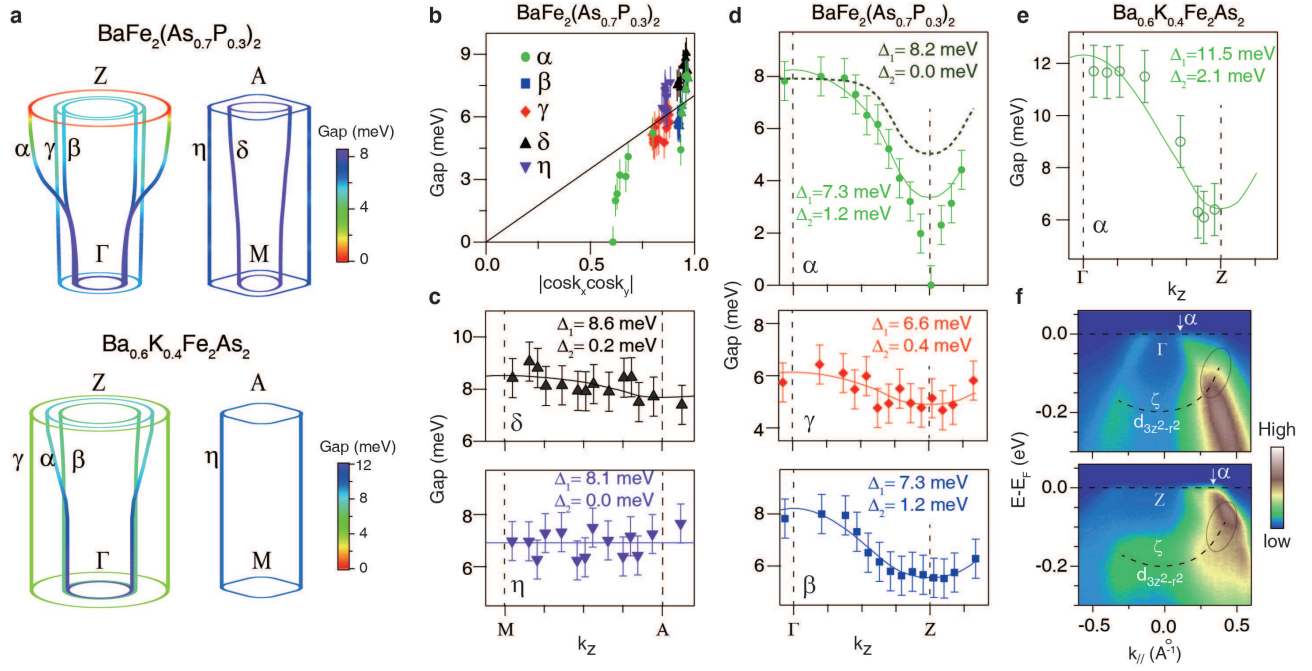 a
BaFe₂(As₀.₇P₀.₃)₂
Z
A
α
γ
β
η
δ
Γ
M
Gap (meV)
8
4
0
Ba₀.₆K₀.₄Fe₂As₂
Z
A
γ
α
β
η
Γ
M
Gap (meV)
12
8
4
0
b
BaFe₂(As₀.₇P₀.₃)₂
Gap (meV)
9
6
3
0
α
β
γ
δ
η
0.0
0.5
1.0
|coskₓcoskᵧ|
c
Gap (meV)
10
8
6
Δ₁= 8.6 meV
Δ₂= 0.2 meV
δ
8
6
Δ₁= 8.1 meV
Δ₂= 0.0 meV
η
M
A
k_Z
d
BaFe₂(As₀.₇P₀.₃)₂
Δ₁= 8.2 meV
Δ₂= 0.0 meV
8
6
4
2
0
Δ₁= 7.3 meV
Δ₂= 1.2 meV
α
Gap (meV)
8
6
4
Δ₁= 6.6 meV
Δ₂= 0.4 meV
γ
8
6
Δ₁= 7.3 meV
Δ₂= 1.2 meV
β
Γ
Z
k_Z
e
Ba₀.₆K₀.₄Fe₂As₂
Δ₁=11.5 meV
Δ₂= 2.1 meV
Gap (meV)
12
10
8
6
α
Γ
Z
k_Z
f
E-E_F (eV)
0.0
-0.2
α
Γ
ζ
d₃z²-r²
0.0
-0.2
α
Z
ζ
d₃z²-r²
High
low
-0.5
0.0
0.5
k_// (Å⁻¹)